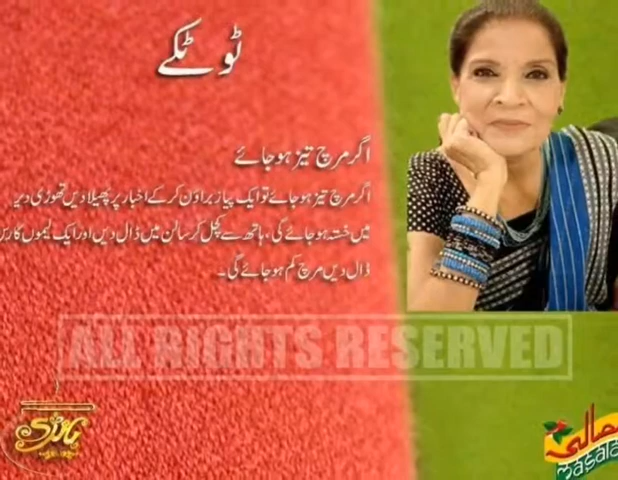 ٹوٹکے
اگر مرچ تیز ہو جائے
اگر مرچ تیز ہو جائے تو ایک پیاز براؤن کر کے اخبار پر پھیلا دیں تھوڑی دیر
میں خستہ ہو جائے گی، ہاتھ سے کچل کر سالن میں ڈال دیں اور ایک لیموں کا رس
ڈال دیں مرچ کم ہو جائے گی۔
ALL RIGHTS RESERVED
ہانڈی
masala